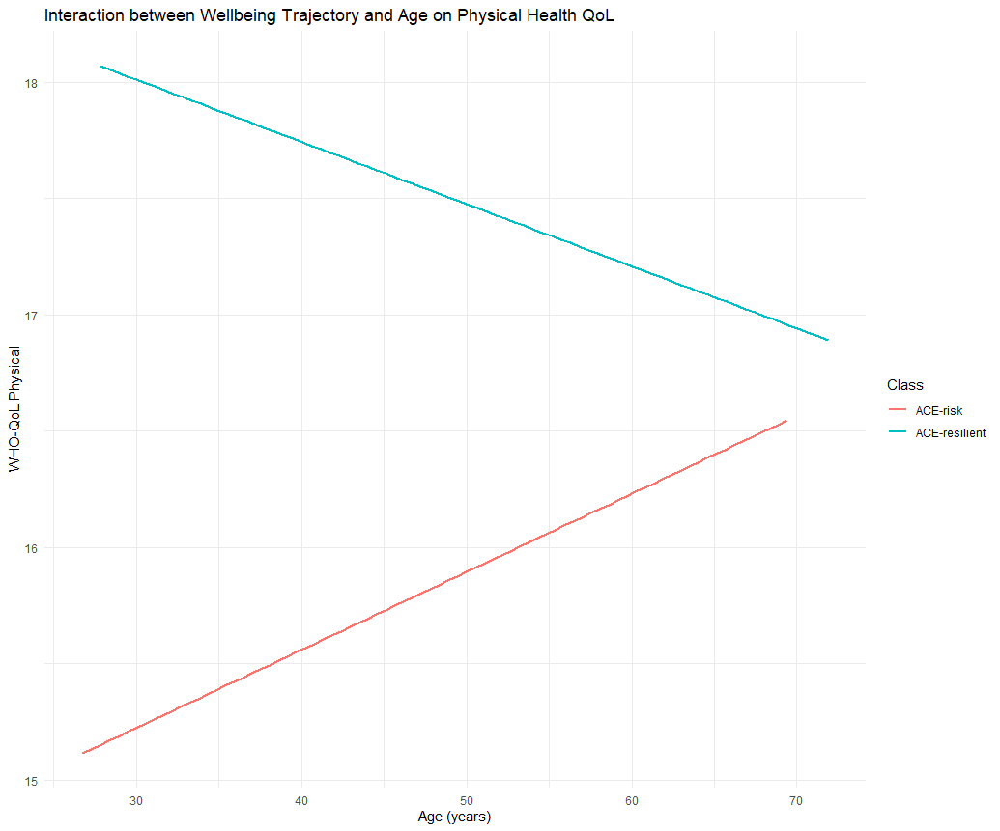 Interaction between Wellbeing Trajectory and Age on Physical Health QoL
18
17
16
15
WHO-QoL Physical
30 40 50 60 70
Age (years)
Class
ACE-risk
ACE-resilient